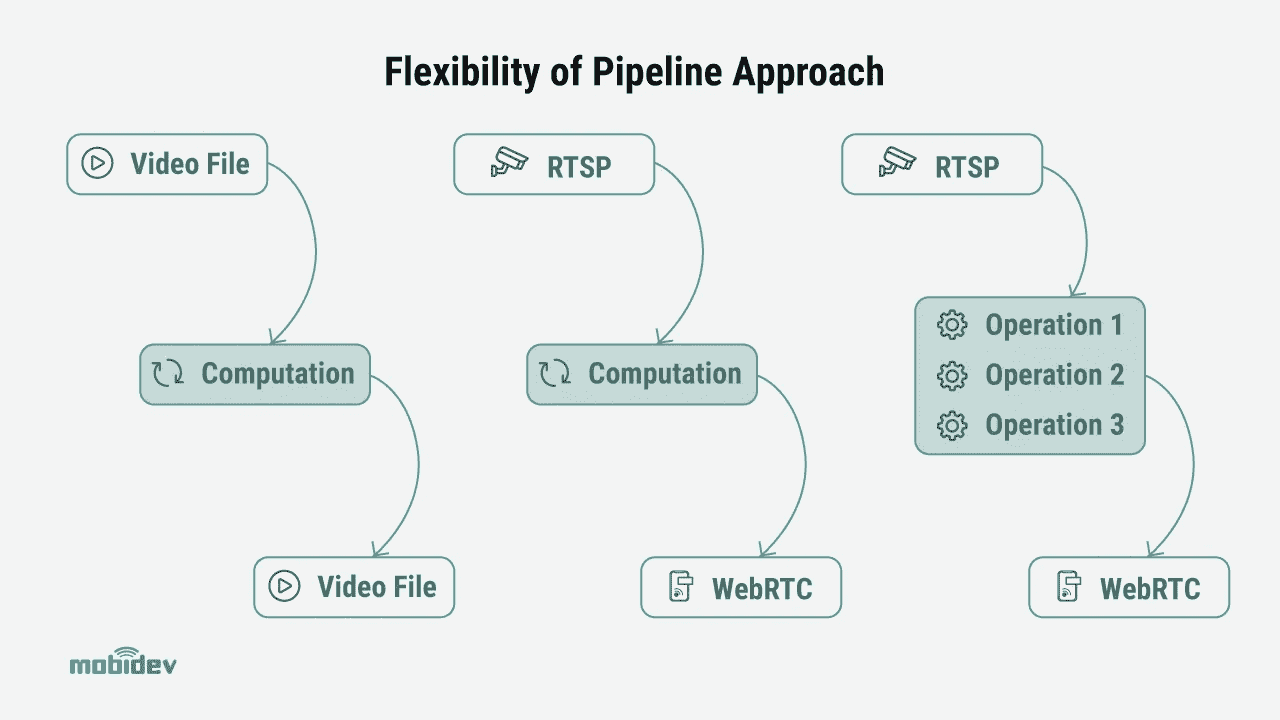 Flexibility of Pipeline Approach
Video File
Computation
Video File
RTSP
Computation
WebRTC
RTSP
Operation 1
Operation 2
Operation 3
WebRTC
mobidev